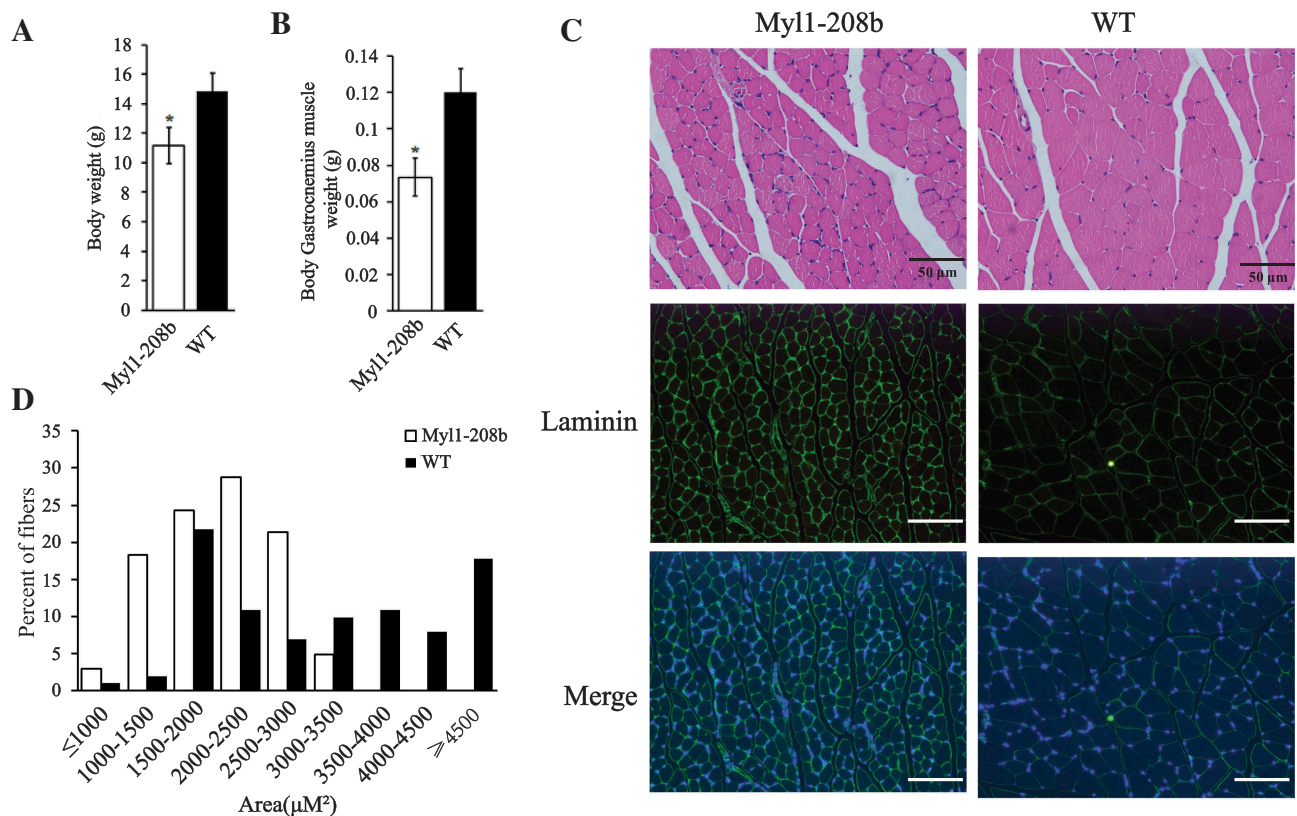 A
Body weight (g)
18
16
14
12
10
8
6
4
2
0
*
Myl1-208b
WT
B
Body Gastrocnemius muscle
weight (g)
0.14
0.12
0.1
0.08
0.06
0.04
0.02
0
*
Myl1-208b
WT
C
Myl1-208b
WT
50 μm
50 μm
Laminin
Merge
D
Percent of fibers
35
30
25
20
15
10
5
0
Myl1-208b
WT
≤1000
1000-1500
1500-2000
2000-2500
2500-3000
3000-3500
3500-4000
4000-4500
⩾4500
Area(μM²)